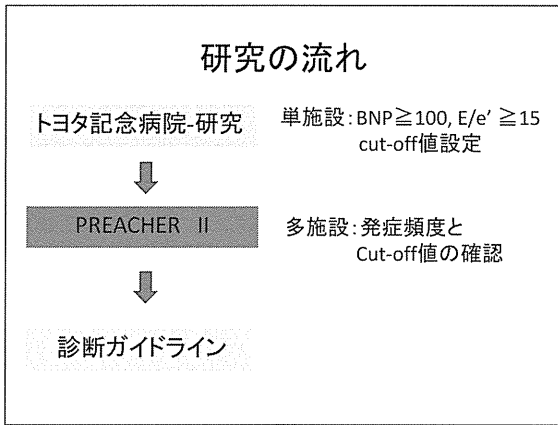 研究の流れ
トヨタ記念病院-研究
単施設：BNP≧100, E/e' ≧15
cut-off値設定
PREACHER II
多施設：発症頻度と
Cut-off値の確認
診断ガイドライン